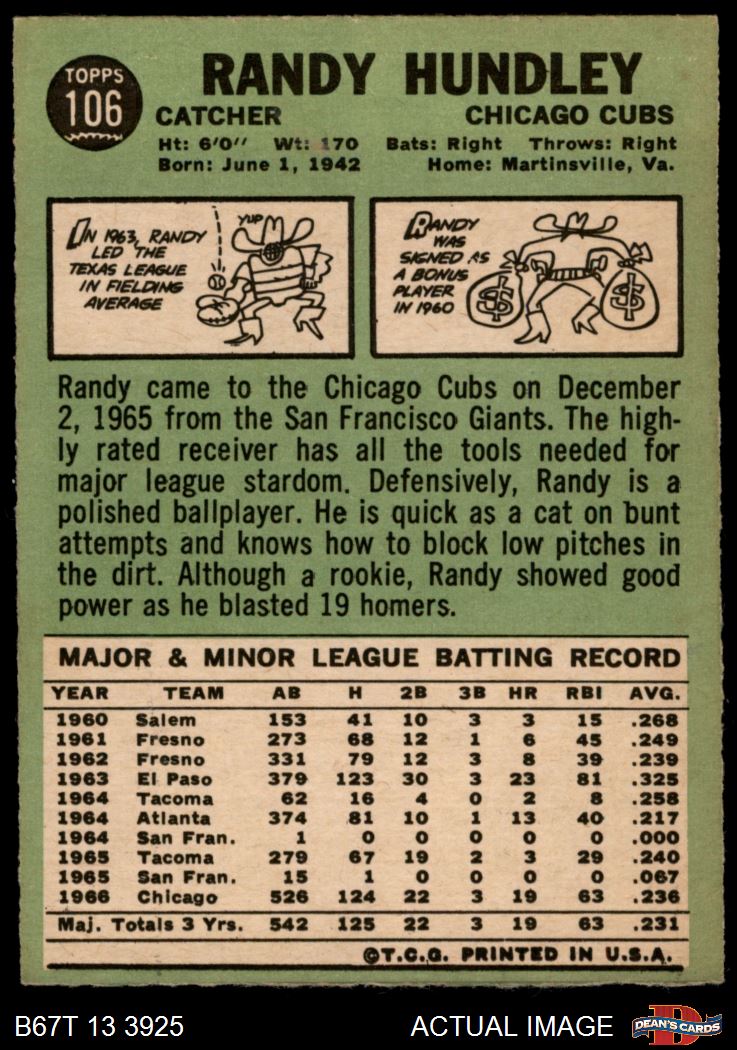 TOPPS
106
RANDY HUNDLEY
CATCHER CHICAGO CUBS
Ht: 6'0" Wt: 170 Bats: Right Throws: Right
Born: June 1, 1942 Home: Martinsville, Va.
IN 1963, RANDY
LED THE
TEXAS LEAGUE
IN FIELDING
AVERAGE
YUP
RANDY
WAS
SIGNED AS
A BONUS
PLAYER
IN 1960
$ $
Randy came to the Chicago Cubs on December
2, 1965 from the San Francisco Giants. The high-
ly rated receiver has all the tools needed for
major league stardom. Defensively, Randy is a
polished ballplayer. He is quick as a cat on bunt
attempts and knows how to block low pitches in
the dirt. Although a rookie, Randy showed good
power as he blasted 19 homers.
MAJOR & MINOR LEAGUE BATTING RECORD
YEAR TEAM AB H 2B 3B HR RBI AVG.
1960 Salem 153 41 10 3 3 15 .268
1961 Fresno 273 68 12 1 6 45 .249
1962 Fresno 331 79 12 3 8 39 .239
1963 El Paso 379 123 30 3 23 81 .325
1964 Tacoma 62 16 4 0 2 8 .258
1964 Atlanta 374 81 10 1 13 40 .217
1964 San Fran. 1 0 0 0 0 0 .000
1965 Tacoma 279 67 19 2 3 29 .240
1965 San Fran. 15 1 0 0 0 0 .067
1966 Chicago 526 124 22 3 19 63 .236
Maj. Totals 3 Yrs. 542 125 22 3 19 63 .231
©T.C.G. PRINTED IN U.S.A.
B67T 13 3925 ACTUAL IMAGE DEAN'S CARDS